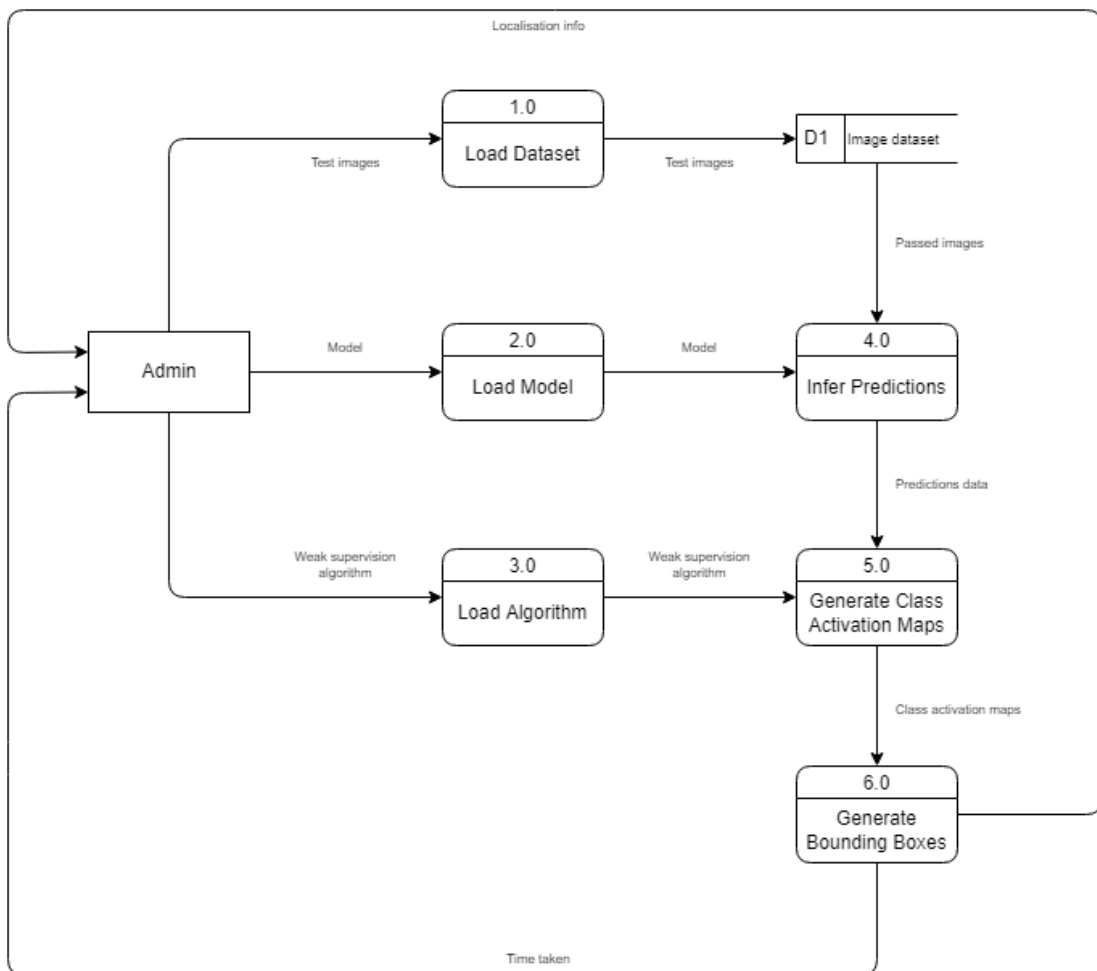 Localisation info
1.0
Load Dataset
Test images
Test images
D1
Image dataset
Passed images
Admin
Model
2.0
Load Model
Model
4.0
Infer Predictions
Predictions data
Weak supervision
algorithm
3.0
Load Algorithm
Weak supervision
algorithm
5.0
Generate Class
Activation Maps
Class activation maps
6.0
Generate
Bounding Boxes
Time taken